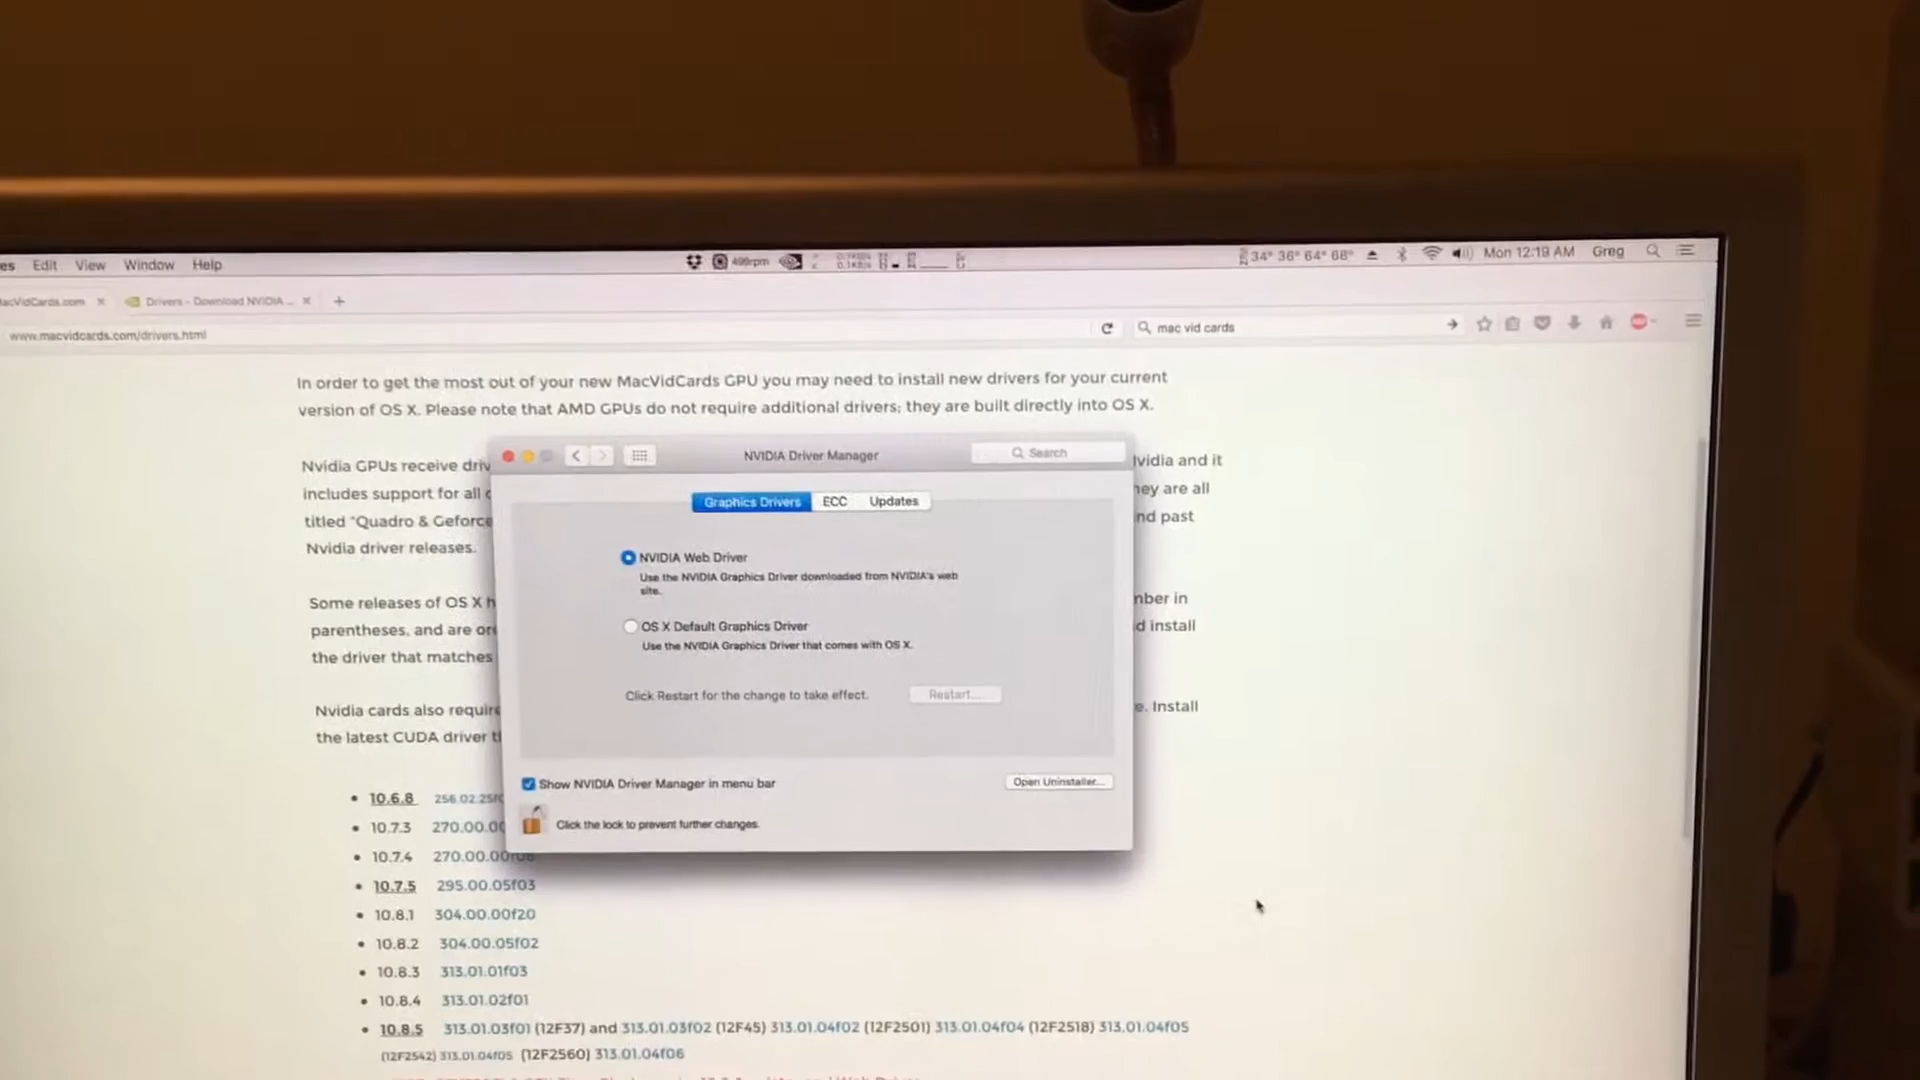 es Edit View Window Help
499rpm
34° 36° 64° 68° Mon 12:19 AM Greg
MacVidCards.com
Drivers - Download NVIDIA ...
www.macvidcards.com/drivers.html
mac vid cards
In order to get the most out of your new MacVidCards GPU you may need to install new drivers for your current
version of OS X. Please note that AMD GPUs do not require additional drivers; they are built directly into OS X.
Nvidia GPUs receive driv
includes support for all
titled "Quadro & Geforce
Nvidia driver releases.
Some releases of OS X h
parentheses, and are
the driver that matches
Nvidia cards also require
the latest CUDA driver
lvidia and it
hey are all
nd past
nber in
d install
e. Install
NVIDIA Driver Manager
Search
Graphics Drivers ECC Updates
NVIDIA Web Driver
Use the NVIDIA Graphics Driver downloaded from NVIDIA's web
site.
OS X Default Graphics Driver
Use the NVIDIA Graphics Driver that comes with OS X.
Click Restart for the change to take effect. Restart...
Show NVIDIA Driver Manager in menu bar
Open Uninstaller...
Click the lock to prevent further changes.
10.6.8 256.02.25f
10.7.3 270.00.00
10.7.4 270.00.00f06
10.7.5 295.00.05f03
10.8.1 304.00.00f20
10.8.2 304.00.05f02
10.8.3 313.01.01f03
10.8.4 313.01.02f01
10.8.5 313.01.03f01 (12F37) and 313.01.03f02 (12F45) 313.01.04f02 (12F2501) 313.01.04f04 (12F2518) 313.01.04f05
(12F2542) 313.01.04f05 (12F2560) 313.01.04f06